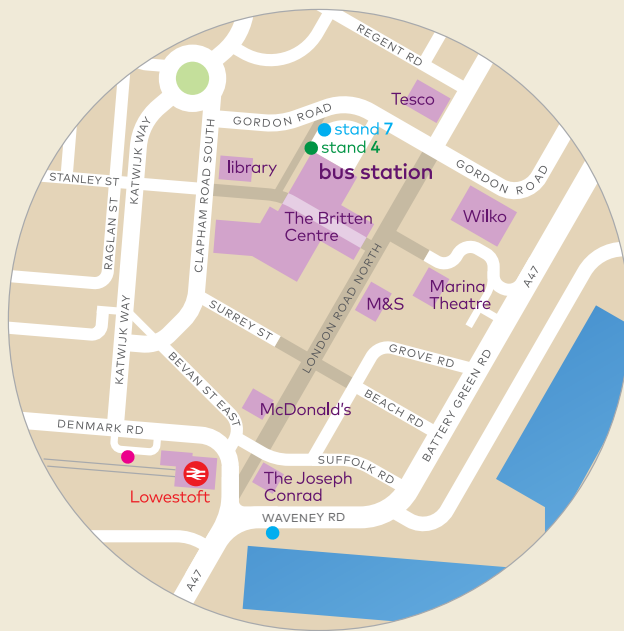 REGENT RD
Tesco
GORDON ROAD
stand 7
stand 4
bus station
GORDON ROAD
library
STANLEY ST
KATWIJK WAY
RAGLAN ST
CLAPHAM ROAD SOUTH
The Britten
Centre
Wilko
LONDON ROAD NORTH
Marina
Theatre
A47
M&S
SURREY ST
KATWIJK WAY
BEVAN ST EAST
GROVE RD
BATTERY GREEN RD
BEACH RD
McDonald's
DENMARK RD
SUFFOLK RD
The Joseph
Conrad
Lowestoft
WAVENEY RD
A47